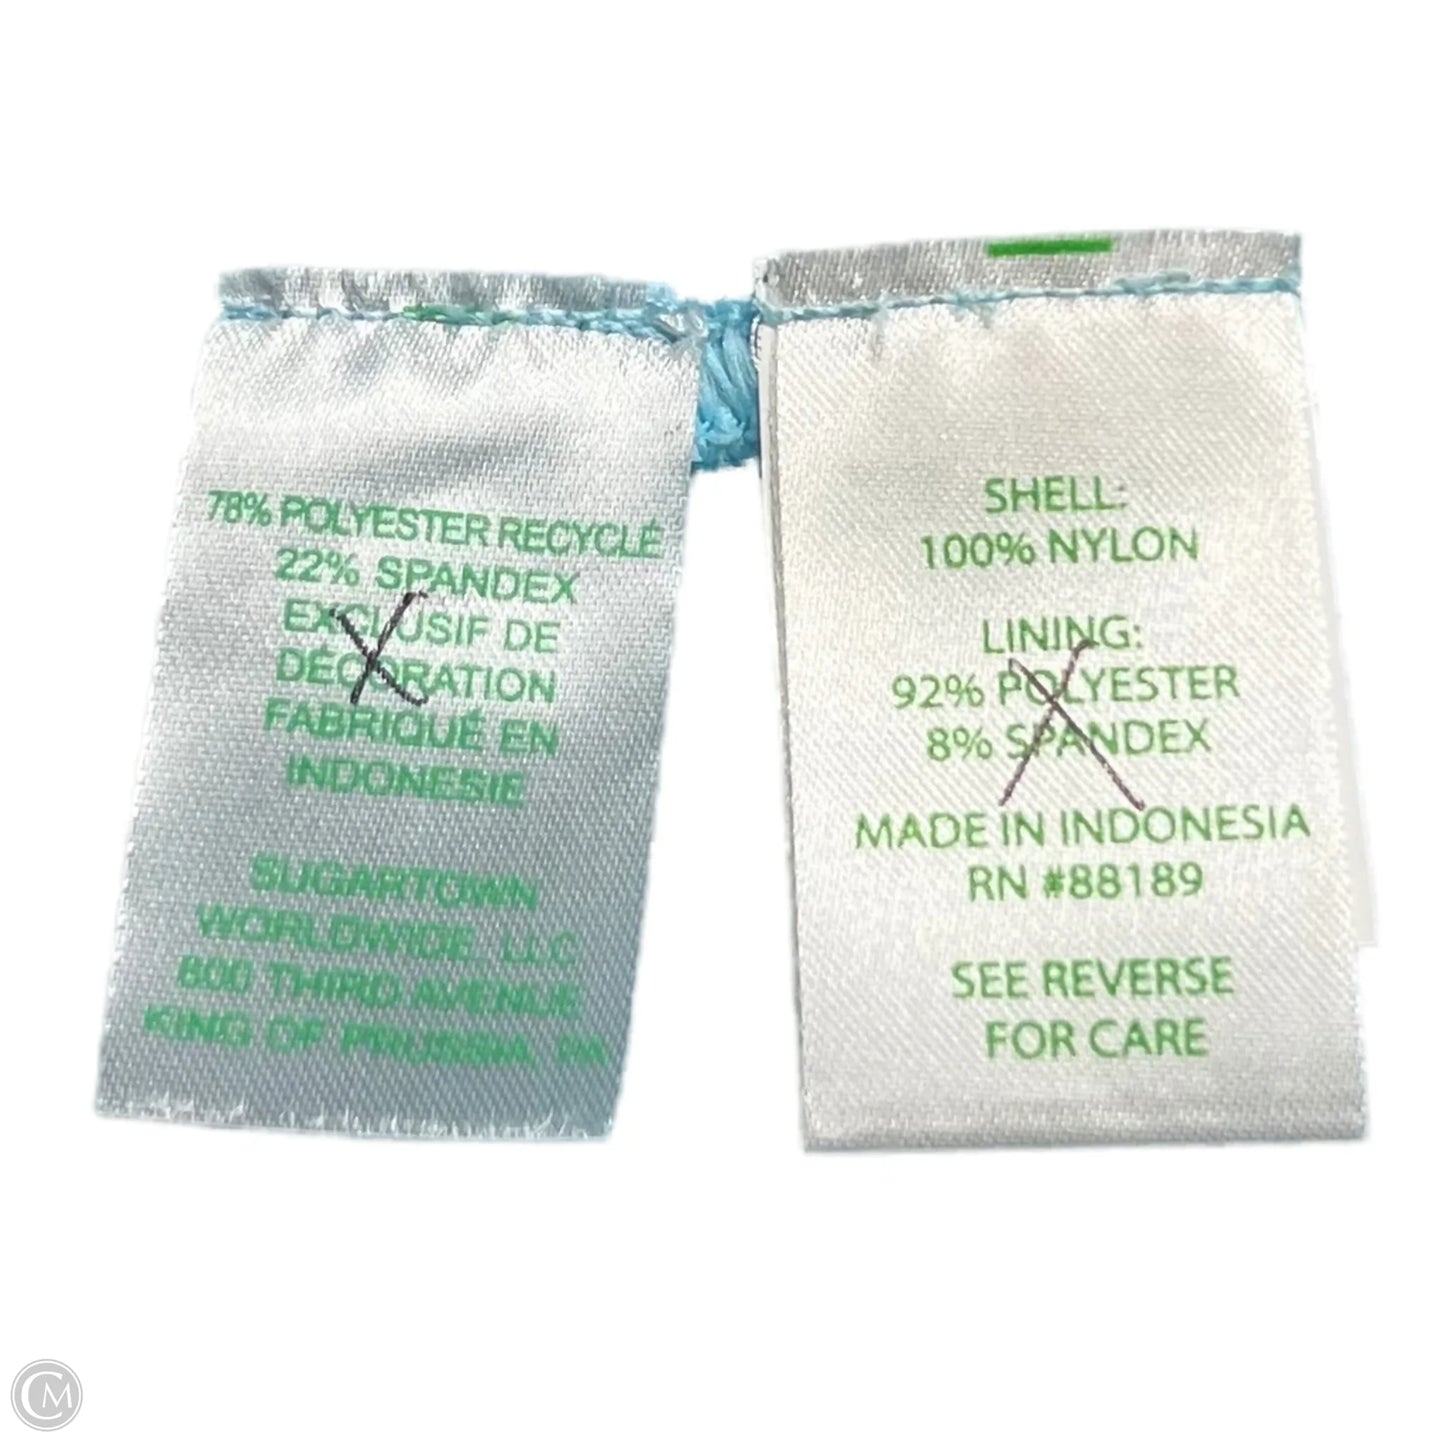 78% POLYESTER RECYCLÉ
22% SPANDEX
EXCLUSIF DE
DÉCORATION
FABRIQUÉ EN
INDONESIE
SUGARTOWN
WORLDWIDE, LLC
800 THIRD AVENUE
KING OF PRUSSIA, PA
SHELL:
100% NYLON
LINING:
92% POLYESTER
8% SPANDEX
MADE IN INDONESIA
RN #88189
SEE REVERSE
FOR CARE
CM